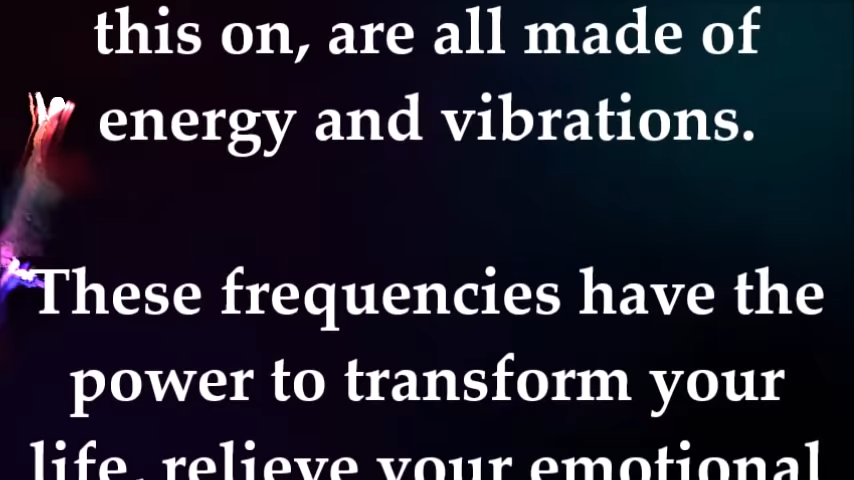 this on, are all made of
energy and vibrations.
These frequencies have the
power to transform your
life, relieve your emotional